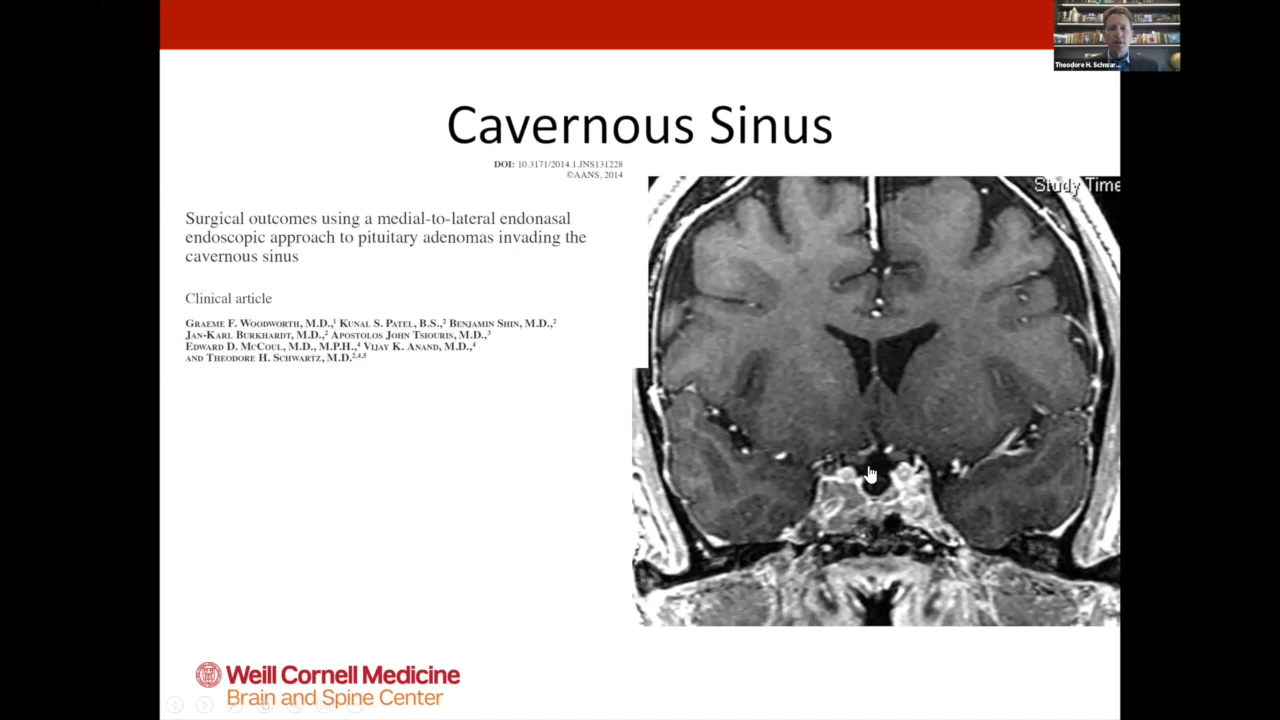 Theodore H. Schwar...
Cavernous Sinus
DOI: 10.3171/2014.1.JNS131228
©AANS, 2014
Study Time
Surgical outcomes using a medial-to-lateral endonasal
endoscopic approach to pituitary adenomas invading the
cavernous sinus
Clinical article
Graeme F. Woodworth, M.D.,¹ Kunal S. Patel, B.S.,² Benjamin Shin, M.D.,²
Jan-Karl Burkhardt, M.D.,² Apostolos John Tsiouris, M.D.,³
Edward D. McCoul, M.D., M.P.H.,⁴ Vijay K. Anand, M.D.,⁴
and Theodore H. Schwartz, M.D.²,⁴,⁵
Weill Cornell Medicine
Brain and Spine Center